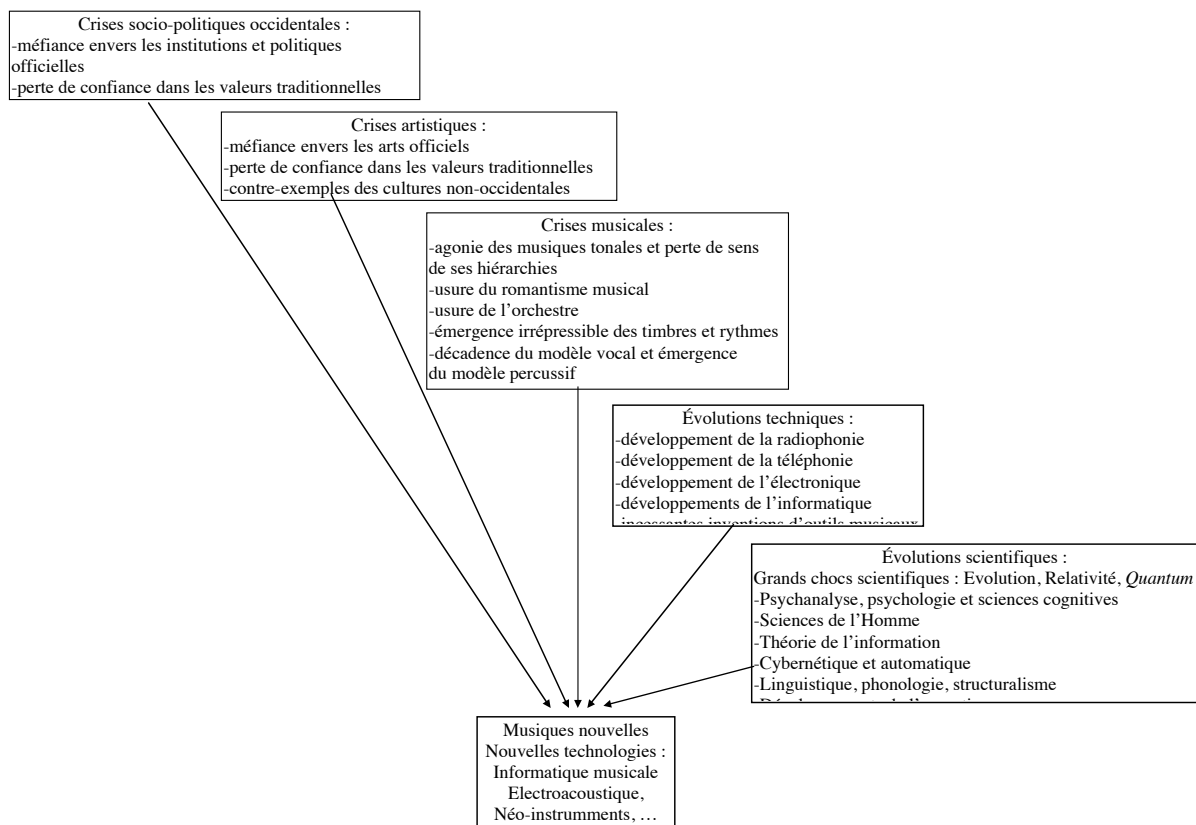 Crises socio-politiques occidentales :
-méfiance envers les institutions et politiques
officielles
-perte de confiance dans les valeurs traditionnelles
Crises artistiques :
-méfiance envers les arts officiels
-perte de confiance dans les valeurs traditionnelles
-contre-exemples des cultures non-occidentales
Crises musicales :
-agonie des musiques tonales et perte de sens
de ses hiérarchies
-usure du romantisme musical
-usure de l’orchestre
-émergence irrépressible des timbres et rythmes
-décadence du modèle vocal et émergence
du modèle percussif
Évolutions techniques :
-développement de la radiophonie
-développement de la téléphonie
-développement de l’électronique
-développements de l’informatique
-incessantes inventions d’outils musicaux
Évolutions scientifiques :
Grands chocs scientifiques : Evolution, Relativité, Quantum
-Psychanalyse, psychologie et sciences cognitives
-Sciences de l’Homme
-Théorie de l’information
-Cybernétique et automatique
-Linguistique, phonologie, structuralisme
Musiques nouvelles
Nouvelles technologies :
Informatique musicale
Electroacoustique,
Néo-instrumments, …